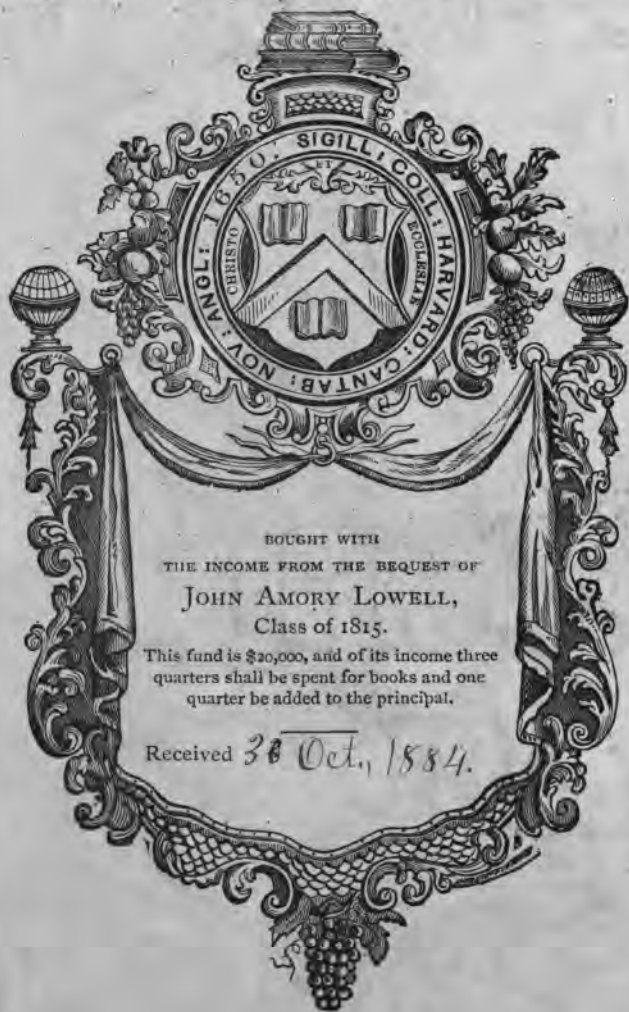 SIGILL: COLL: HARVARD: CANTAB: NOV: ANGL: 1650:
ET
CHRISTO
ECCLESIAE
BOUGHT WITH
THE INCOME FROM THE BEQUEST OF
JOHN AMORY LOWELL,
Class of 1815.
This fund is $20,000, and of its income three
quarters shall be spent for books and one
quarter be added to the principal.
Received Oct., 1884.